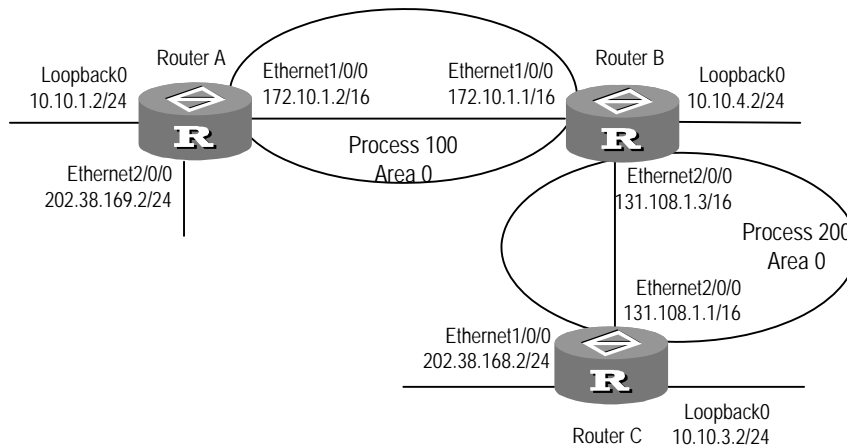 Router A
Loopback0
10.10.1.2/24
Ethernet1/0/0
172.10.1.2/16
Ethernet1/0/0
172.10.1.1/16
Router B
Loopback0
10.10.4.2/24
R
R
Process 100
Area 0
Ethernet2/0/0
202.38.169.2/24
Ethernet2/0/0
131.108.1.3/16
Process 200
Area 0
Ethernet2/0/0
131.108.1.1/16
Ethernet1/0/0
202.38.168.2/24
R
Loopback0
10.10.3.2/24
Router C